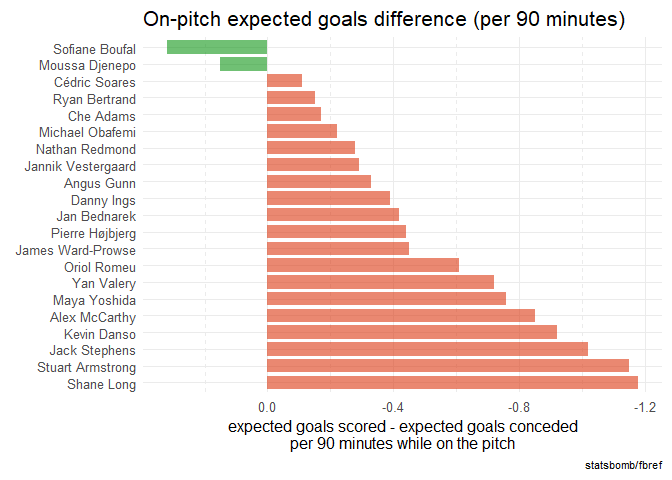 On-pitch expected goals difference (per 90 minutes)
Sofiane Boufal
Moussa Djenepo
Cédric Soares
Ryan Bertrand
Che Adams
Michael Obafemi
Nathan Redmond
Jannik Vestergaard
Angus Gunn
Danny Ings
Jan Bednarek
Pierre Højbjerg
James Ward-Prowse
Oriol Romeu
Yan Valery
Maya Yoshida
Alex McCarthy
Kevin Danso
Jack Stephens
Stuart Armstrong
Shane Long
0.0 -0.4 -0.8 -1.2
expected goals scored - expected goals conceded
per 90 minutes while on the pitch
statsbomb/fbref